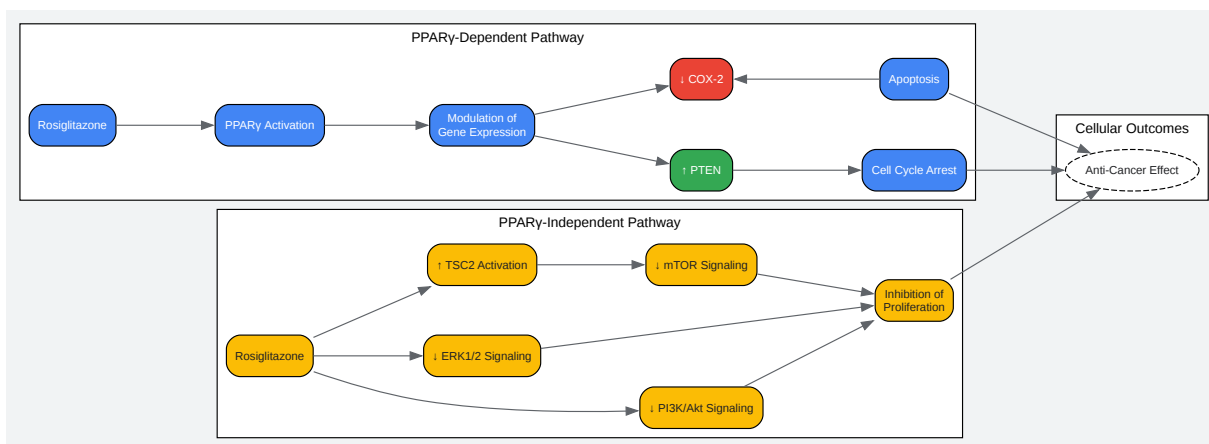 PPARγ-Dependent Pathway
Rosiglitazone
PPARγ Activation
Modulation of
Gene Expression
↓ COX-2
↑ PTEN
Apoptosis
Cell Cycle Arrest
Cellular Outcomes
Anti-Cancer Effect
PPARγ-Independent Pathway
Rosiglitazone
↑ TSC2 Activation
↓ ERK1/2 Signaling
↓ mTOR Signaling
↓ PI3K/Akt Signaling
Inhibition of
Proliferation